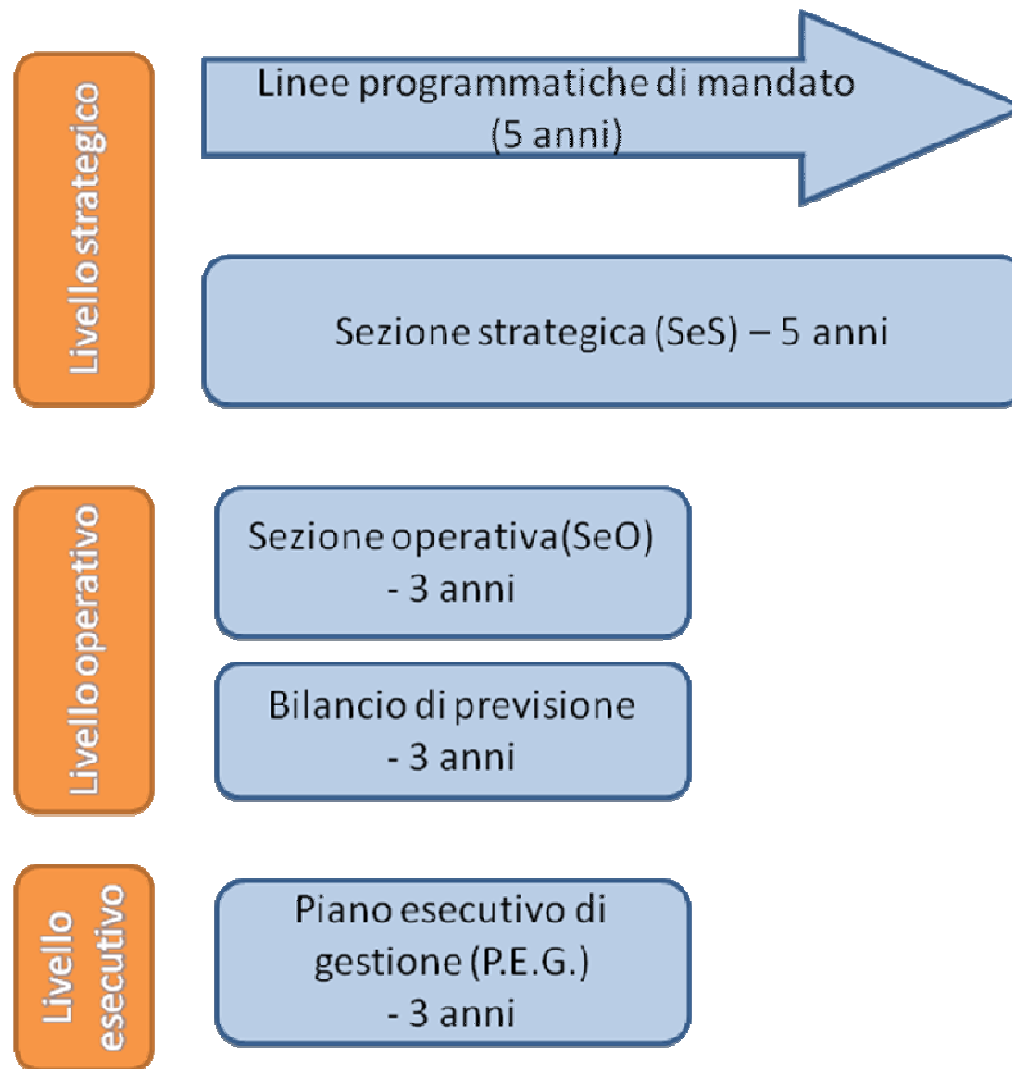 Livello strategico
Linee programmatiche di mandato
(5 anni)
Sezione strategica (SeS) – 5 anni
Livello operativo
Sezione operativa(SeO)
- 3 anni
Bilancio di previsione
- 3 anni
Livello
esecutivo
Piano esecutivo di
gestione (P.E.G.)
- 3 anni